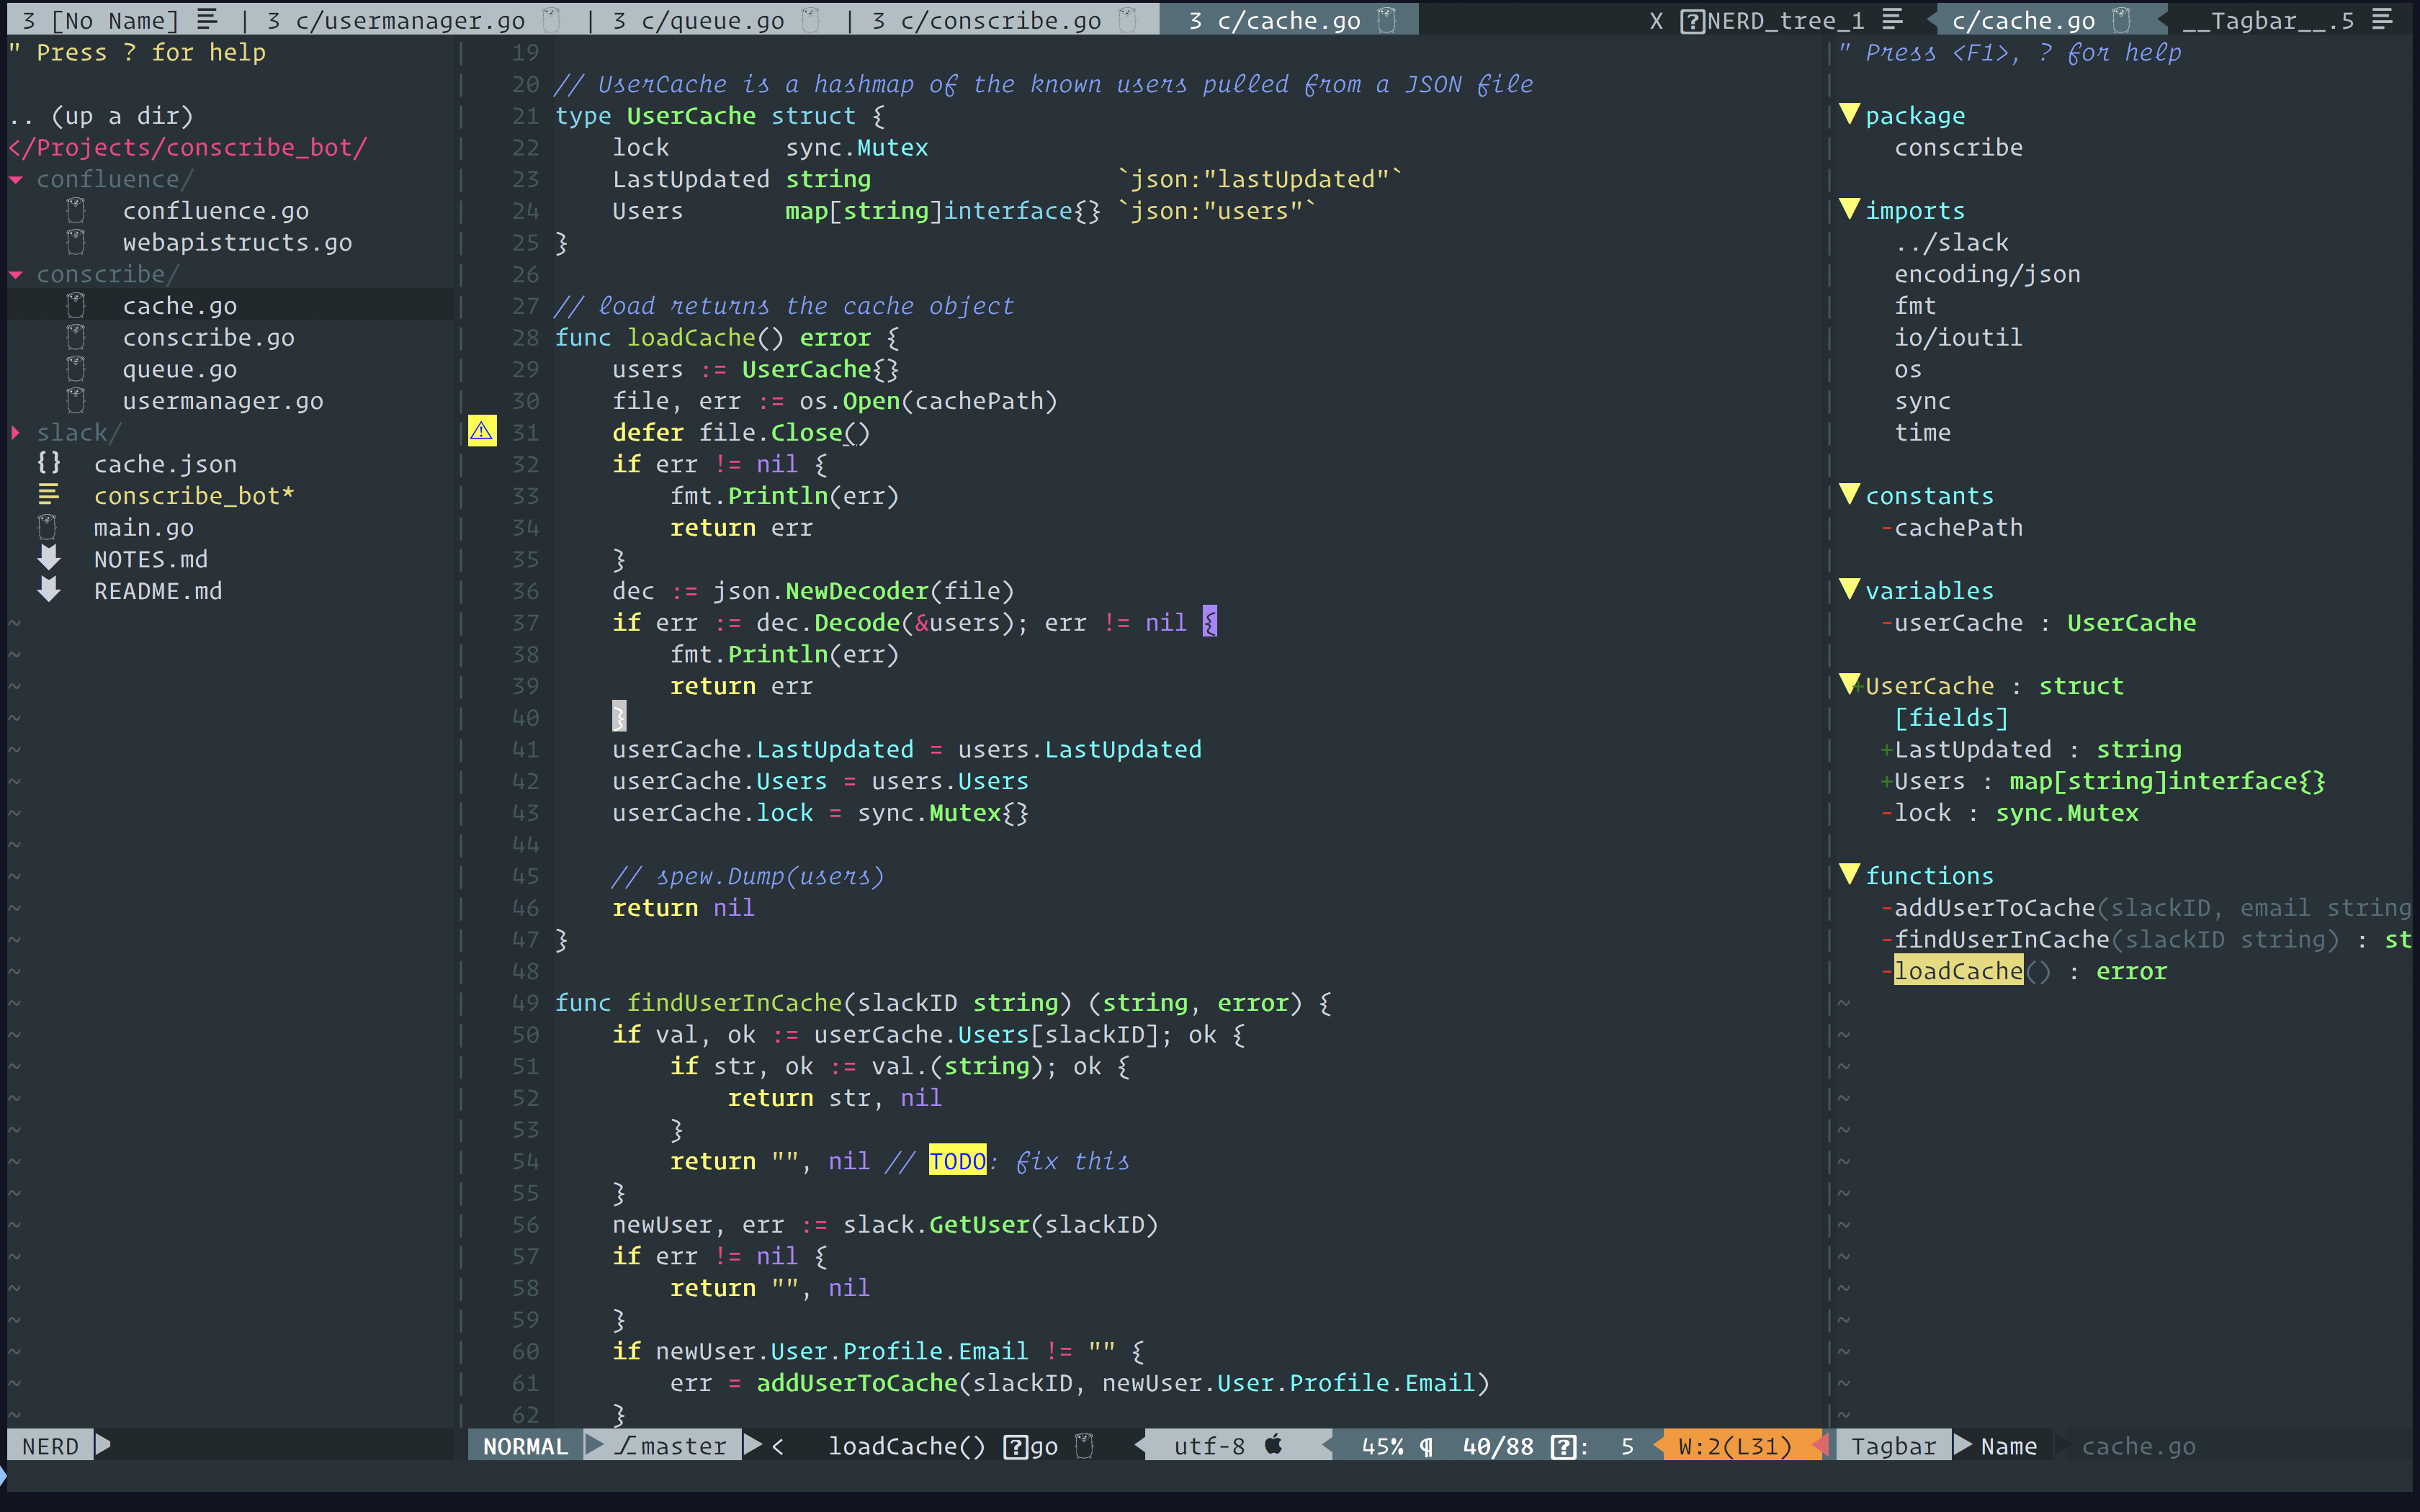 3 [No Name] | 3 c/usermanager.go | 3 c/queue.go | 3 c/conscribe.go 3 c/cache.go X NERD_tree_1 c/cache.go __Tagbar__.5
" Press ? for help
.. (up a dir)
</Projects/conscribe_bot/
confluence/
confluence.go
webapistructs.go
conscribe/
cache.go
conscribe.go
queue.go
usermanager.go
slack/
{} cache.json
conscribe_bot*
main.go
NOTES.md
README.md
19
20 // UserCache is a hashmap of the known users pulled from a JSON file
21 type UserCache struct {
22     lock        sync.Mutex
23     LastUpdated string                 `json:"lastUpdated"`
24     Users       map[string]interface{} `json:"users"`
25 }
26
27 // load returns the cache object
28 func loadCache() error {
29     users := UserCache{}
30     file, err := os.Open(cachePath)
31     defer file.Close()
32     if err != nil {
33         fmt.Println(err)
34         return err
35     }
36     dec := json.NewDecoder(file)
37     if err := dec.Decode(&users); err != nil {
38         fmt.Println(err)
39         return err
40     }
41     userCache.LastUpdated = users.LastUpdated
42     userCache.Users = users.Users
43     userCache.lock = sync.Mutex{}
44
45     // spew.Dump(users)
46     return nil
47 }
48
49 func findUserInCache(slackID string) (string, error) {
50     if val, ok := userCache.Users[slackID]; ok {
51         if str, ok := val.(string); ok {
52             return str, nil
53         }
54         return "", nil // TODO: fix this
55     }
56     newUser, err := slack.GetUser(slackID)
57     if err != nil {
58         return "", nil
59     }
60     if newUser.User.Profile.Email != "" {
61         err = addUserToCache(slackID, newUser.User.Profile.Email)
62     }
" Press <F1>, ? for help
▼package
conscribe
▼imports
../slack
encoding/json
fmt
io/ioutil
os
sync
time
▼constants
-cachePath
▼variables
-userCache : UserCache
▼+UserCache : struct
[fields]
+LastUpdated : string
+Users : map[string]interface{}
-lock : sync.Mutex
▼functions
-addUserToCache(slackID, email string
-findUserInCache(slackID string) : st
-loadCache() : error
NERD NORMAL master < loadCache() go utf-8 45% ¶ 40/88 : 5 W:2(L31) Tagbar Name cache.go